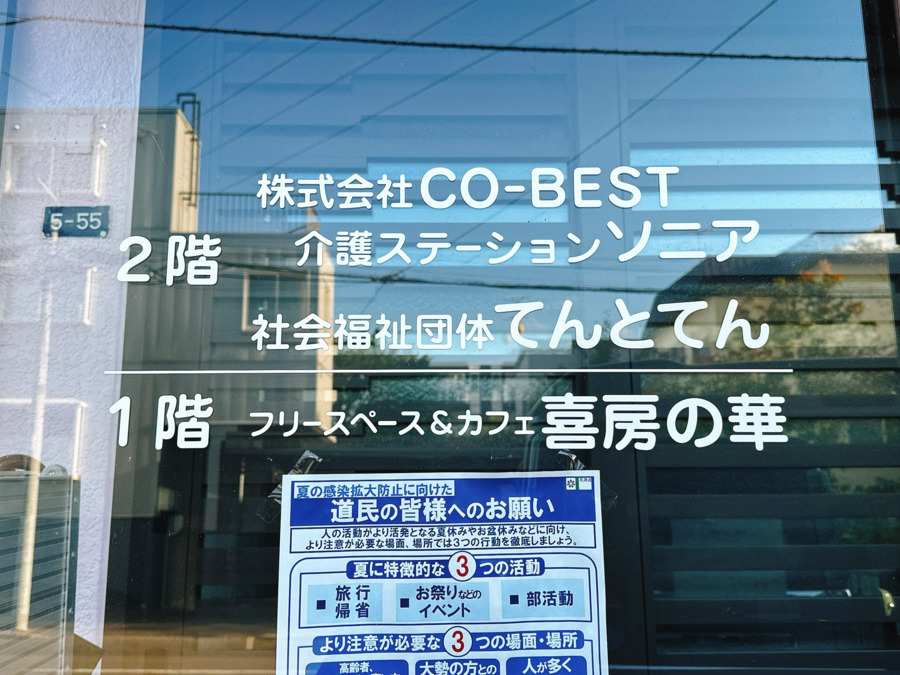 株式会社CO-BEST
5-55
2階
介護ステーションソニア
社会福祉団体てんとてん
1階 フリースペース&カフェ喜房の華
夏の感染拡大防止に向けた
道民の皆様へのお願い
人の活動がより活発となる夏休みやお盆休みなどに向け、
より注意が必要な場面、場所では3つの行動を徹底しましょう。
夏に特徴的な3つの活動
■ 旅行
帰省
■ お祭りなどの
イベント
■ 部活動
より注意が必要な3つの場面・場所
高齢者、
大勢の方との
人が多く